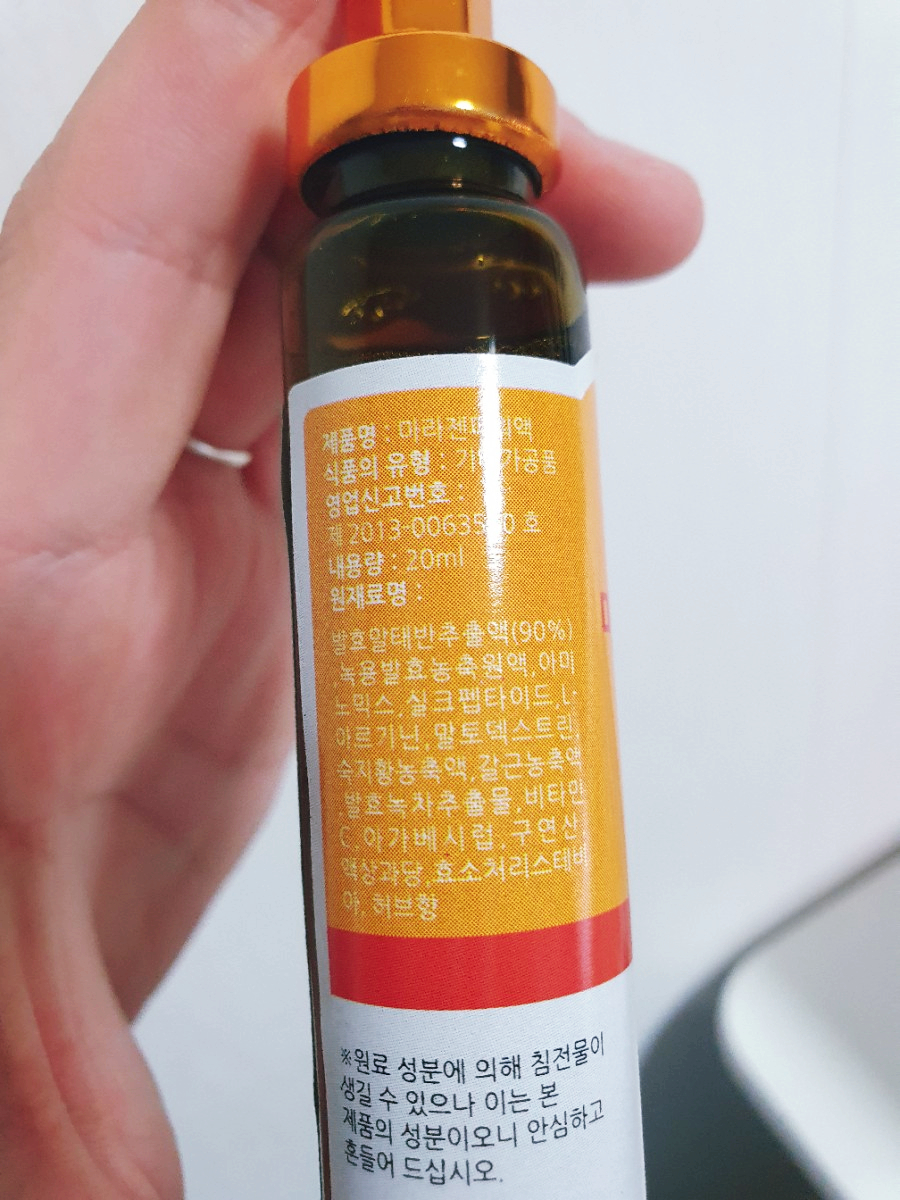 제품명 : 마라젠
식품의 유형 :
영업신고번호 :
제 2013-0063 호
내용량 : 20ml
원재료명 :
발효알태반추출액(90%)
,녹용발효농축원액,아미
노믹스,실크펩타이드,L-
아르기닌,말토덱스트린,
숙지황농축액,갈근농축액
,발효녹차추출물,비타민
C,아가베시럽,구연산,
액상과당,효소처리스테비
아,허브향
※원료 성분에 의해 침전물이
생길 수 있으나 이는 본
제품의 성분이오니 안심하고
흔들어 드십시오.